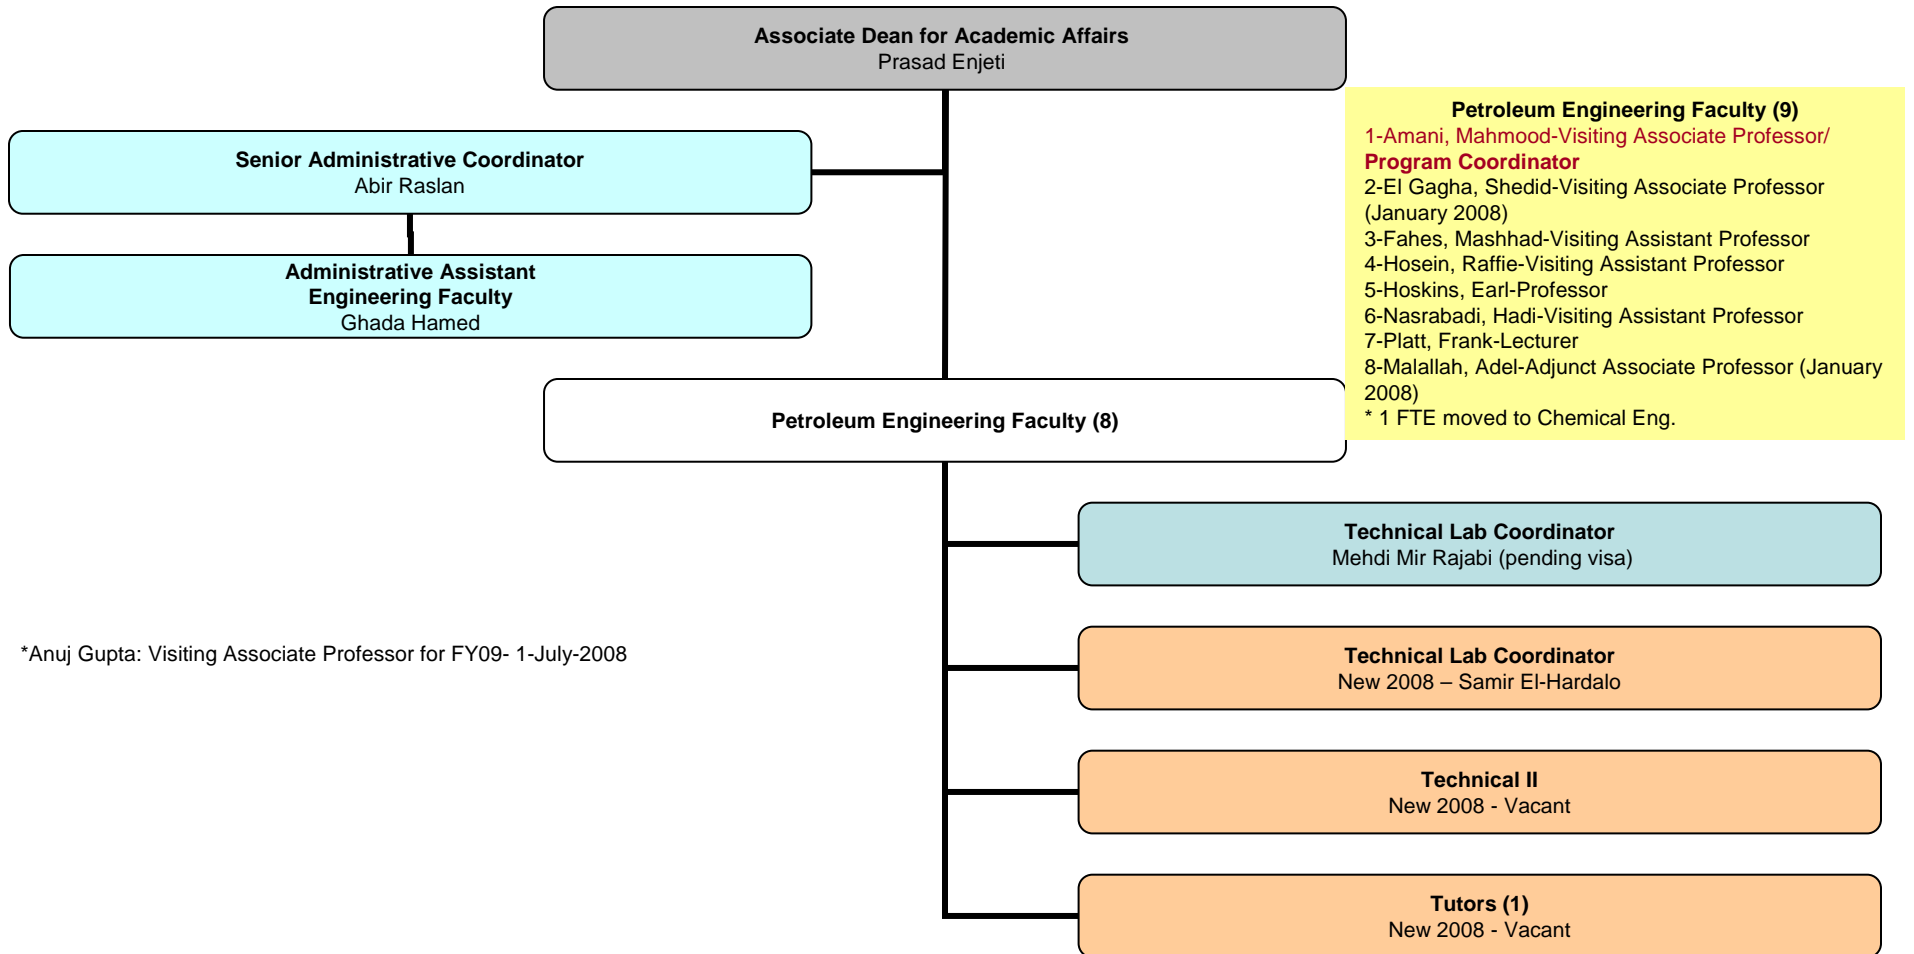 Associate Dean for Academic Affairs
Prasad Enjeti
Petroleum Engineering Faculty (9)
1-Amani, Mahmood-Visiting Associate Professor/
Program Coordinator
2-El Gagha, Shedid-Visiting Associate Professor
(January 2008)
3-Fahes, Mashhad-Visiting Assistant Professor
4-Hosein, Raffie-Visiting Assistant Professor
5-Hoskins, Earl-Professor
6-Nasrabadi, Hadi-Visiting Assistant Professor
7-Platt, Frank-Lecturer
8-Malallah, Adel-Adjunct Associate Professor (January
2008)
* 1 FTE moved to Chemical Eng.
Senior Administrative Coordinator
Abir Raslan
Administrative Assistant
Engineering Faculty
Ghada Hamed
Petroleum Engineering Faculty (8)
Technical Lab Coordinator
Mehdi Mir Rajabi (pending visa)
*Anuj Gupta: Visiting Associate Professor for FY09- 1-July-2008
Technical Lab Coordinator
New 2008 – Samir El-Hardalo
Technical II
New 2008 - Vacant
Tutors (1)
New 2008 - Vacant